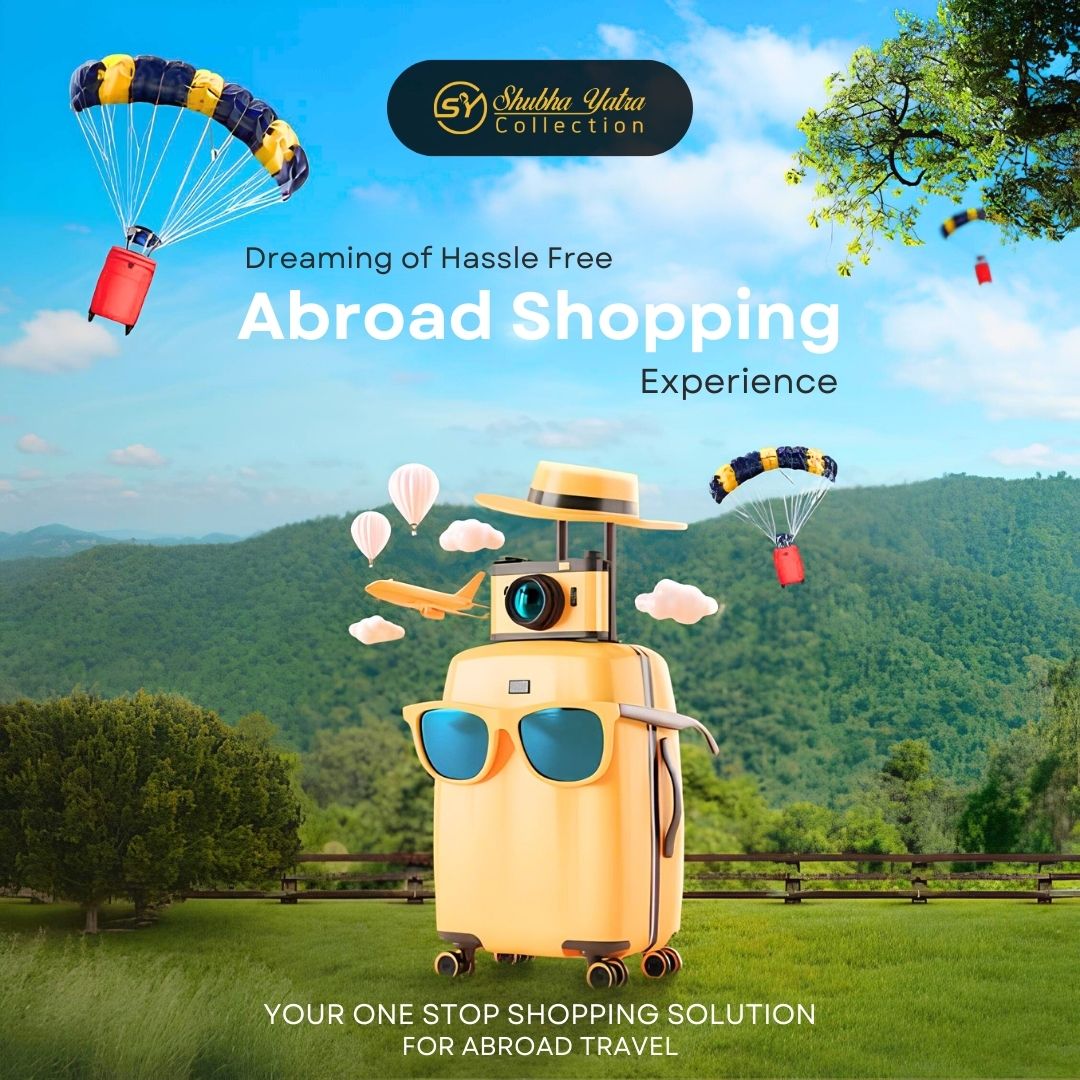 SY Shubha Yatra
Collection
Dreaming of Hassle Free
Abroad Shopping
Experience
YOUR ONE STOP SHOPPING SOLUTION
FOR ABROAD TRAVEL